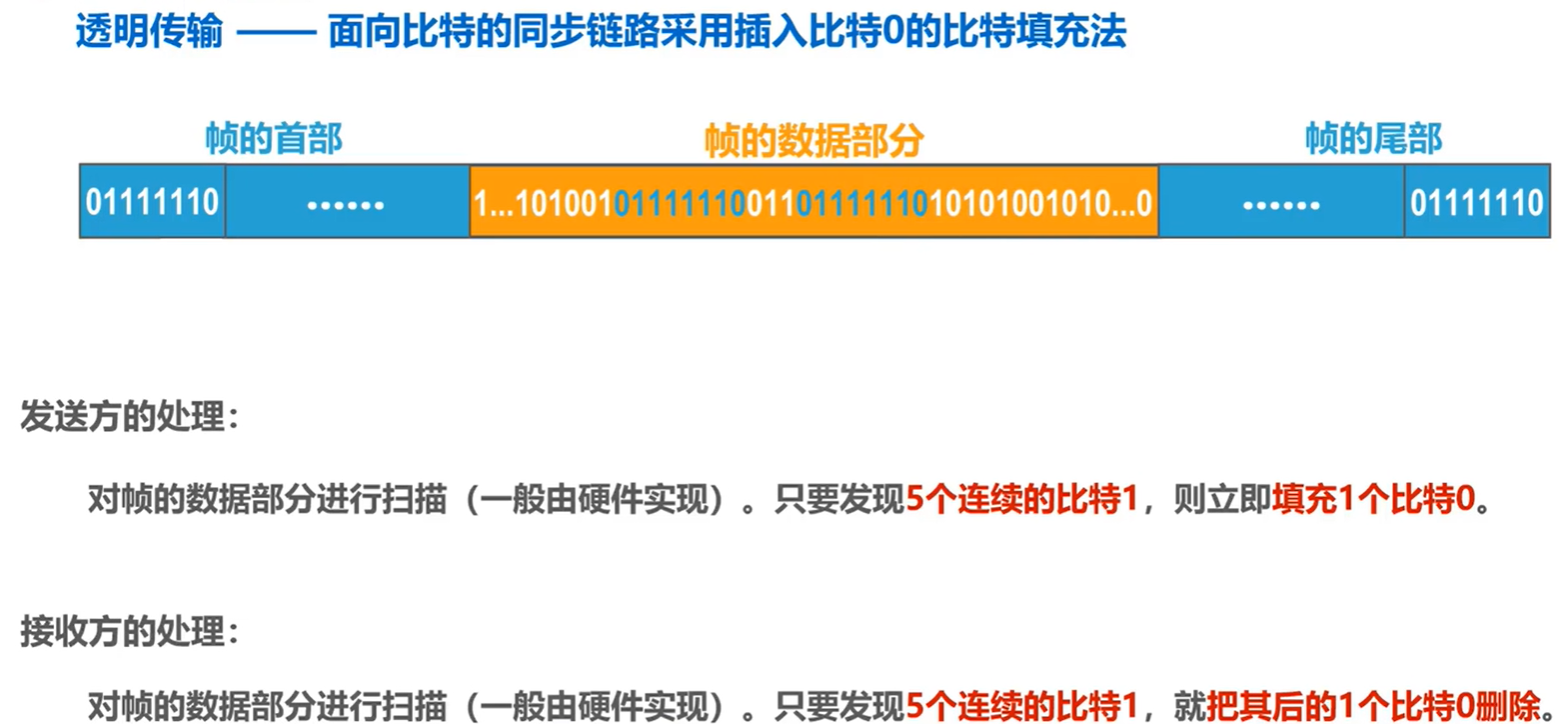 透明传输 —— 面向比特的同步链路采用插入比特0的比特填充法
帧的首部 帧的数据部分 帧的尾部
01111110 …… 1...1010010111111100110111111010101001010...0 …… 01111110
发送方的处理：
对帧的数据部分进行扫描（一般由硬件实现）。只要发现5个连续的比特1，则立即填充1个比特0。
接收方的处理：
对帧的数据部分进行扫描（一般由硬件实现）。只要发现5个连续的比特1，就把其后的1个比特0删除。